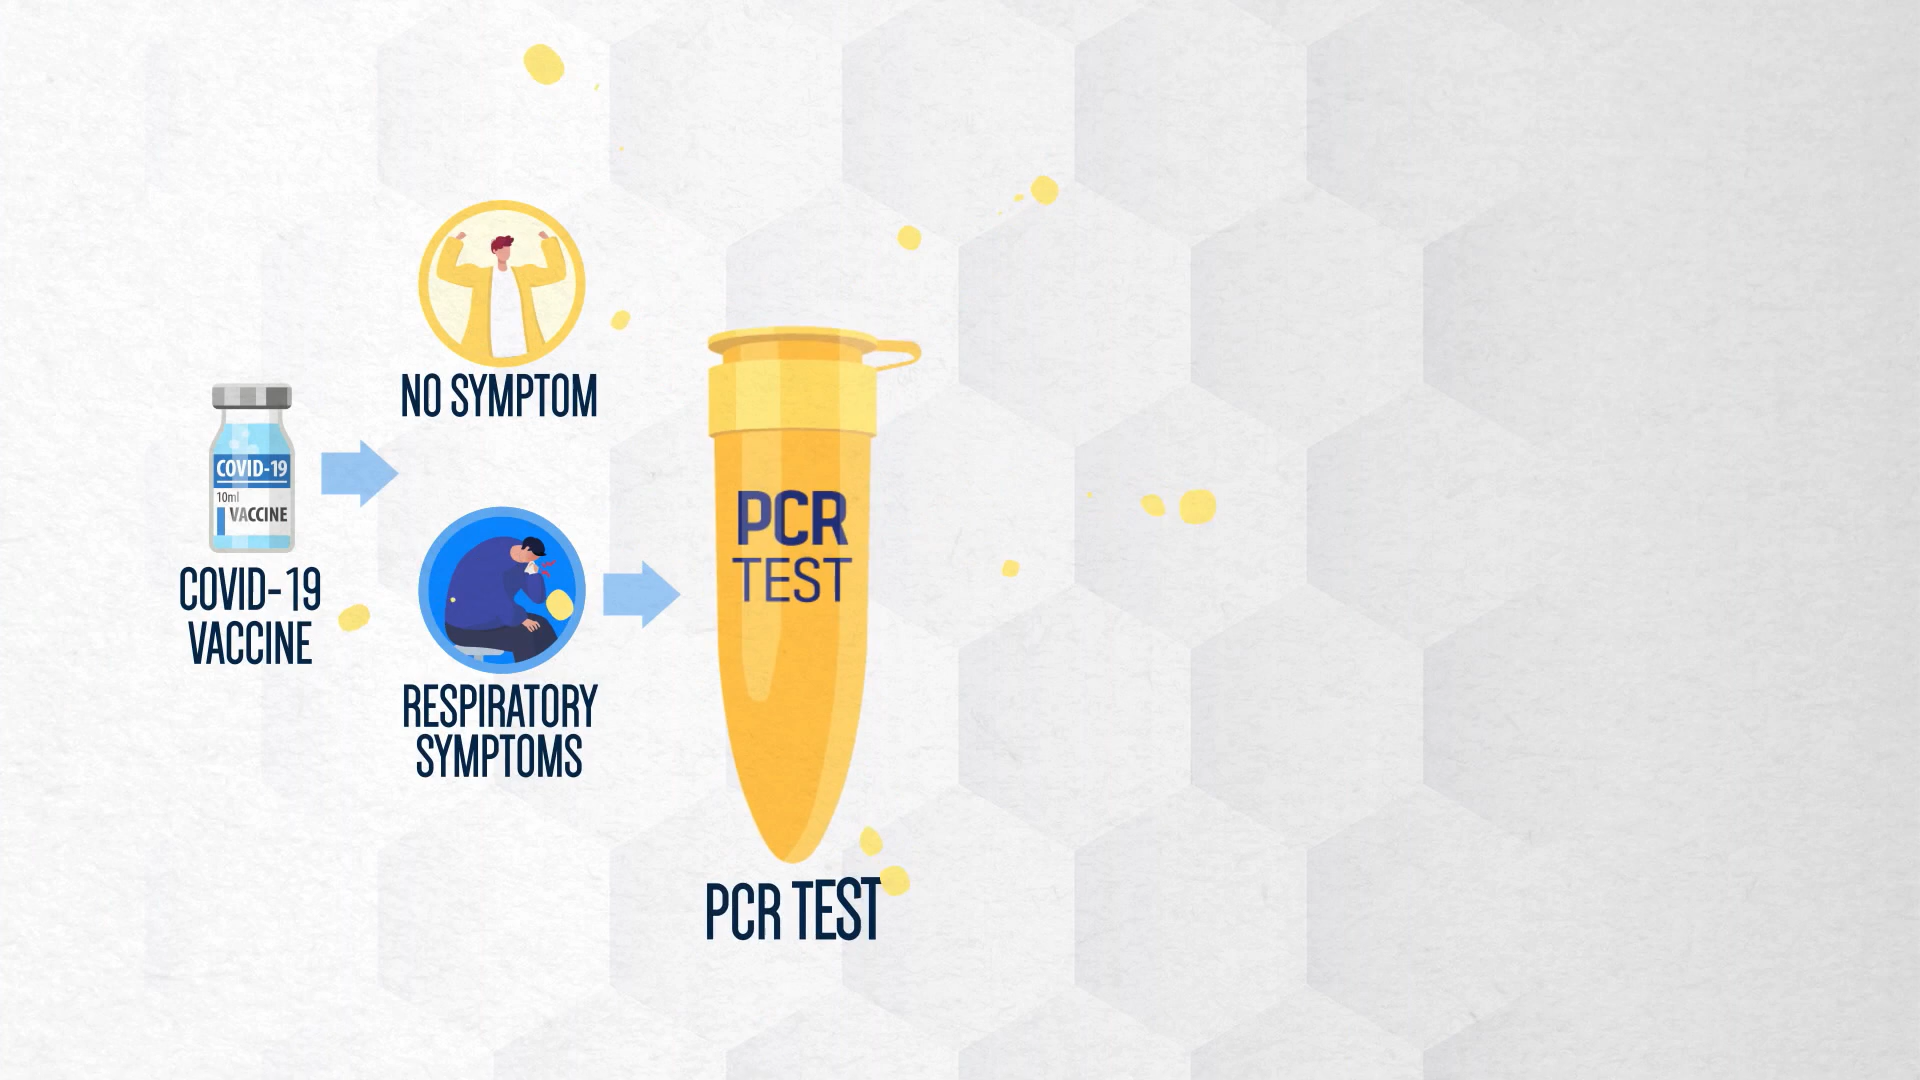 NO SYMPTOM
COVID-19
10ml
VACCINE
COVID-19
VACCINE
RESPIRATORY
SYMPTOMS
PCR
TEST
PCR TEST